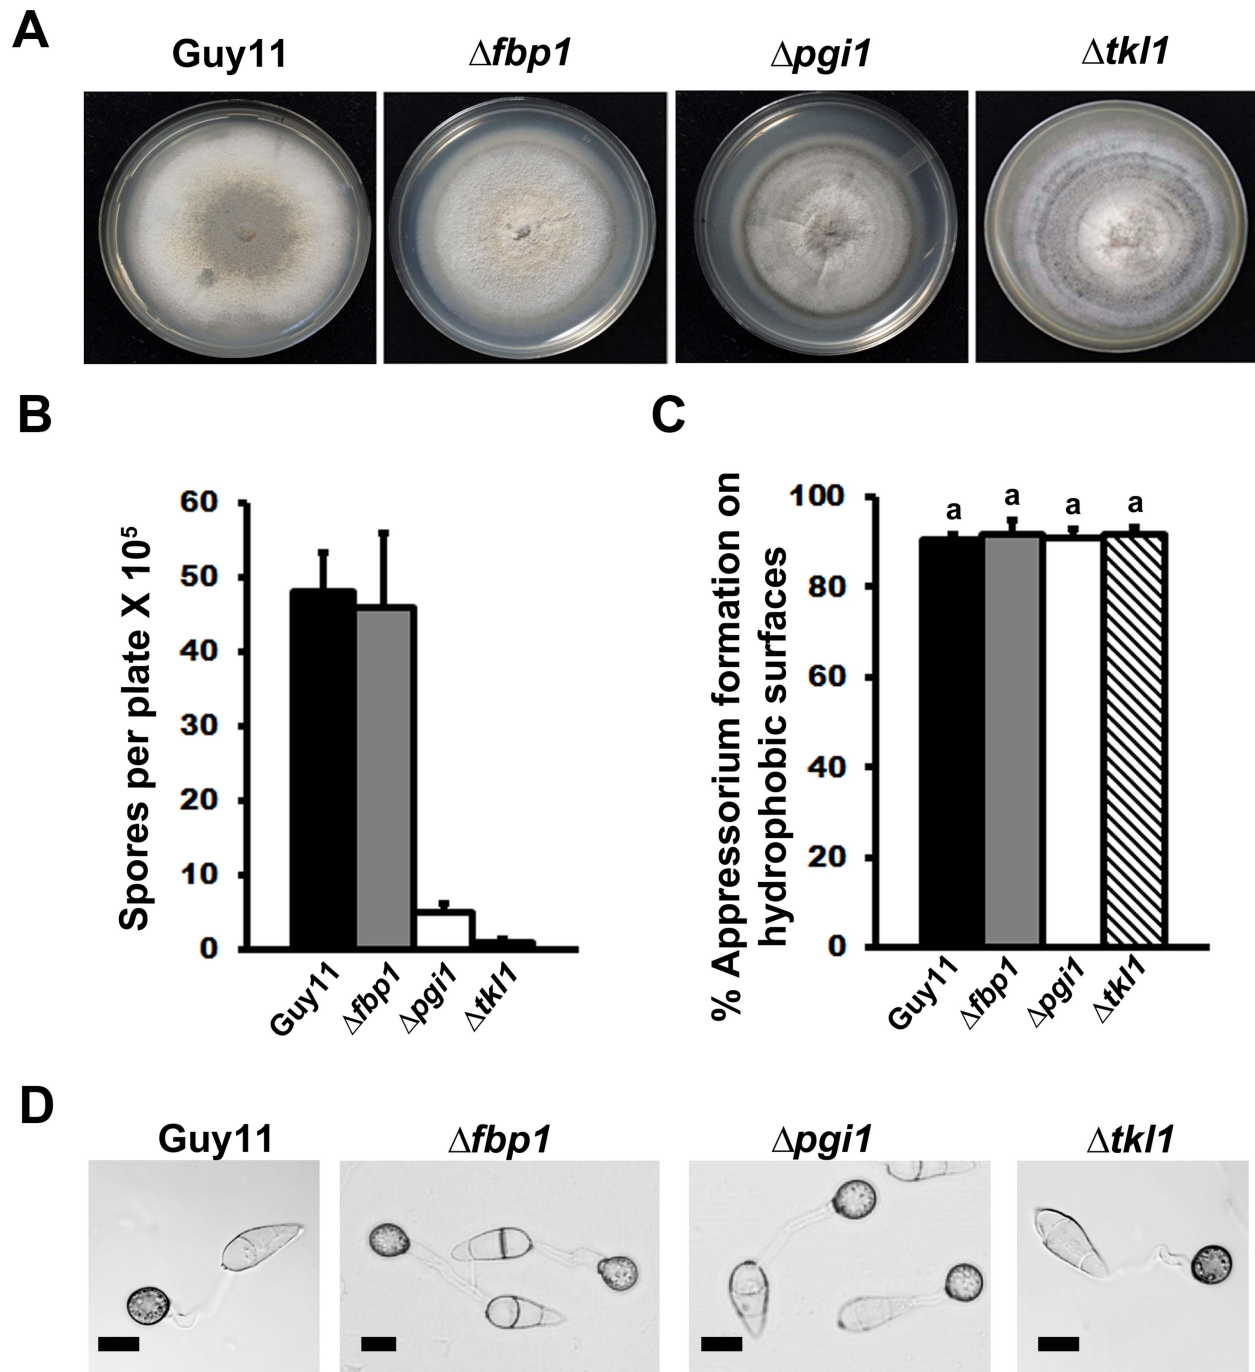 A
Guy11 Δfbp1 Δpgi1 Δtkl1
B
Spores per plate X 10⁵
60
50
40
30
20
10
0
Guy11 Δfbp1 Δpgi1 Δtkl1
C
% Appressorium formation on
hydrophobic surfaces
100
80
60
40
20
0
a a a a
Guy11 Δfbp1 Δpgi1 Δtkl1
D
Guy11 Δfbp1 Δpgi1 Δtkl1